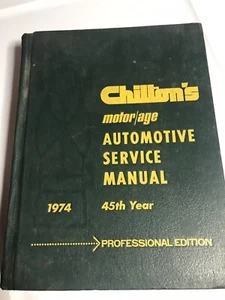 Chilton's
motor/age
AUTOMOTIVE
SERVICE
MANUAL
1974 45th Year
PROFESSIONAL EDITION